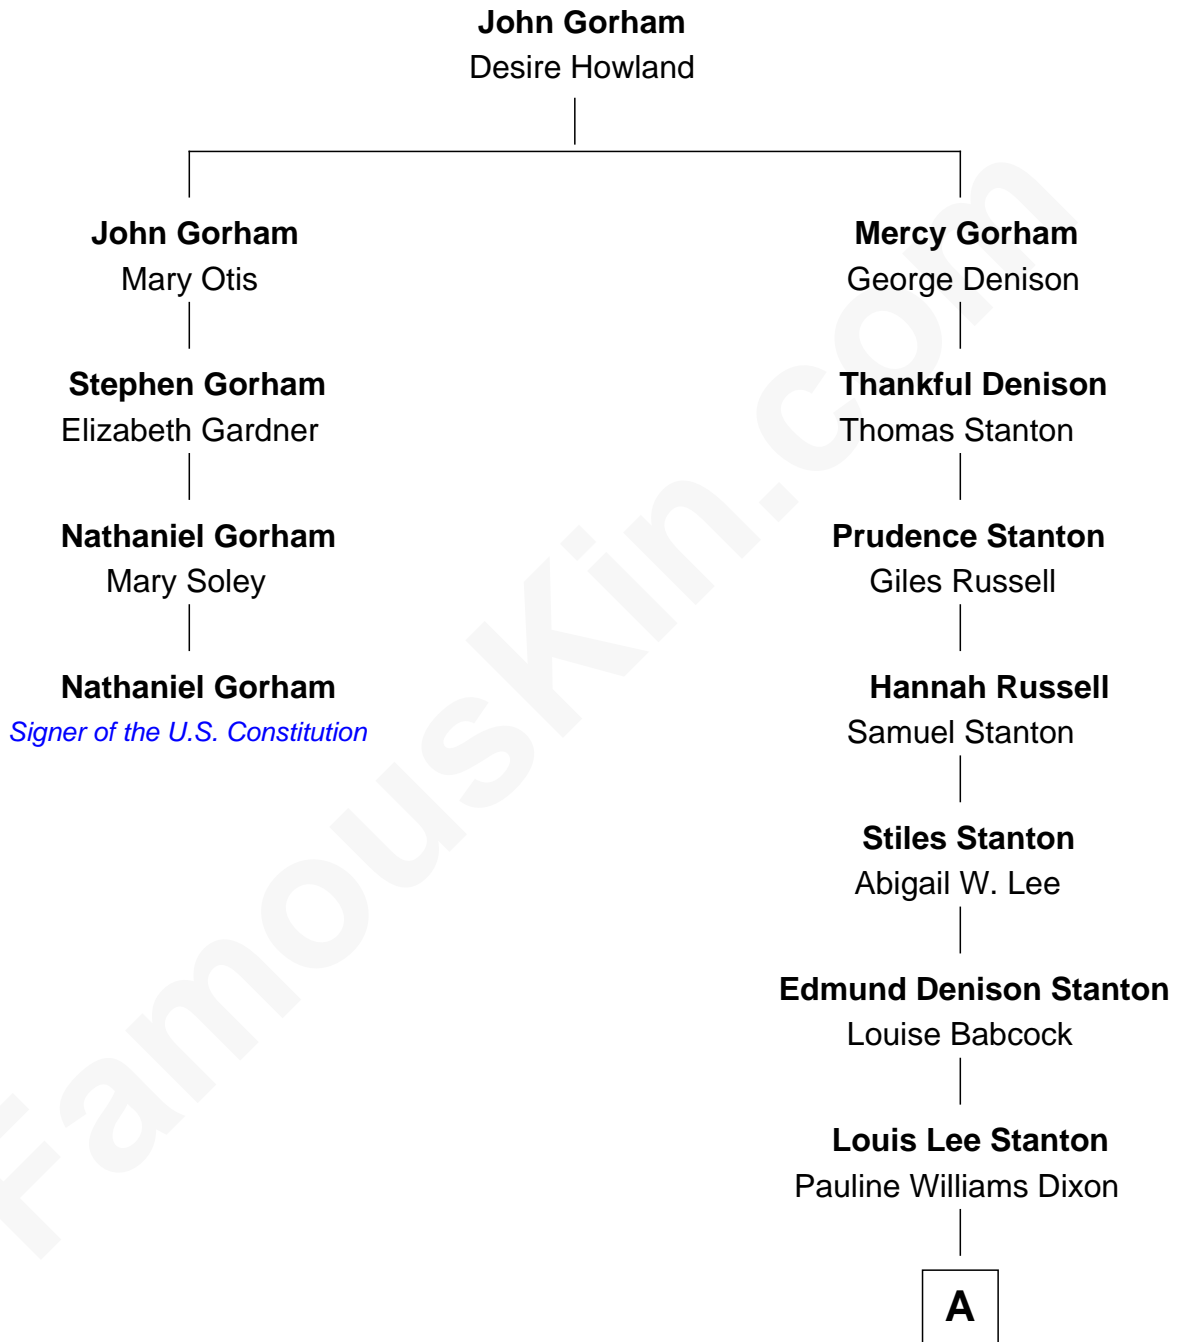 John Gorham
Desire Howland
John Gorham
Mary Otis
Mercy Gorham
George Denison
Stephen Gorham
Elizabeth Gardner
Thankful Denison
Thomas Stanton
Nathaniel Gorham
Mary Soley
Prudence Stanton
Giles Russell
Nathaniel Gorham
Signer of the U.S. Constitution
Hannah Russell
Samuel Stanton
Stiles Stanton
Abigail W. Lee
Edmund Denison Stanton
Louise Babcock
Louis Lee Stanton
Pauline Williams Dixon
A
FamousKin.com